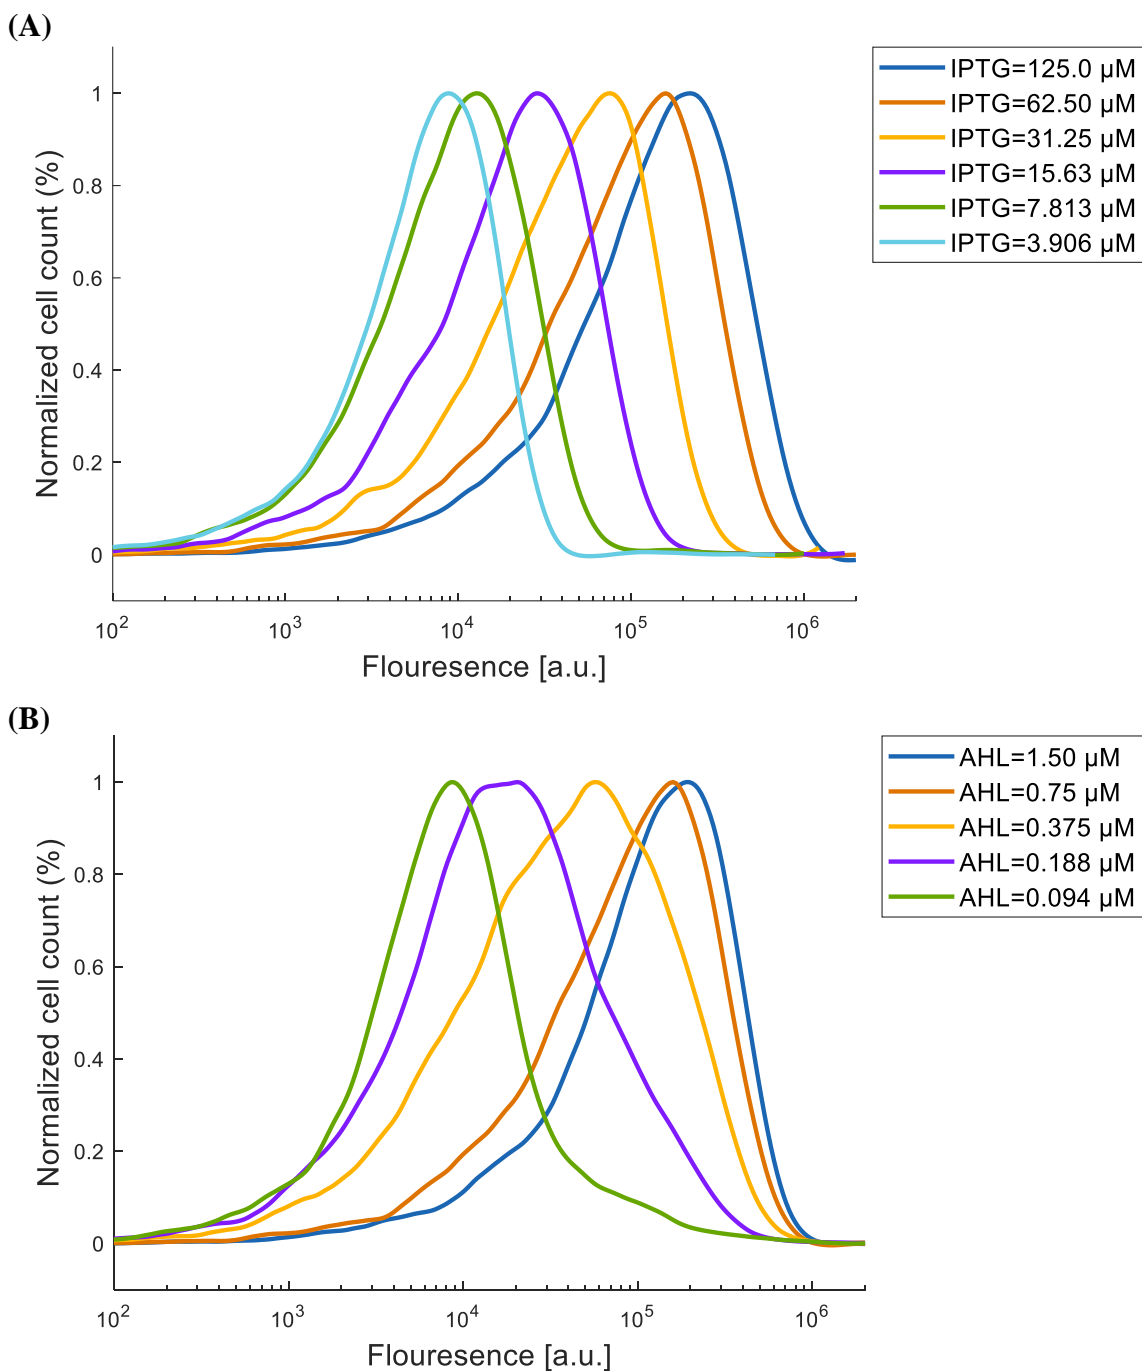 (A)
IPTG=125.0 µM
IPTG=62.50 µM
IPTG=31.25 µM
IPTG=15.63 µM
IPTG=7.813 µM
IPTG=3.906 µM
Normalized cell count (%)
1
0.8
0.6
0.4
0.2
0
10^2 10^3 10^4 10^5 10^6
Flouresence [a.u.]
(B)
AHL=1.50 µM
AHL=0.75 µM
AHL=0.375 µM
AHL=0.188 µM
AHL=0.094 µM
Normalized cell count (%)
1
0.8
0.6
0.4
0.2
0
10^2 10^3 10^4 10^5 10^6
Flouresence [a.u.]